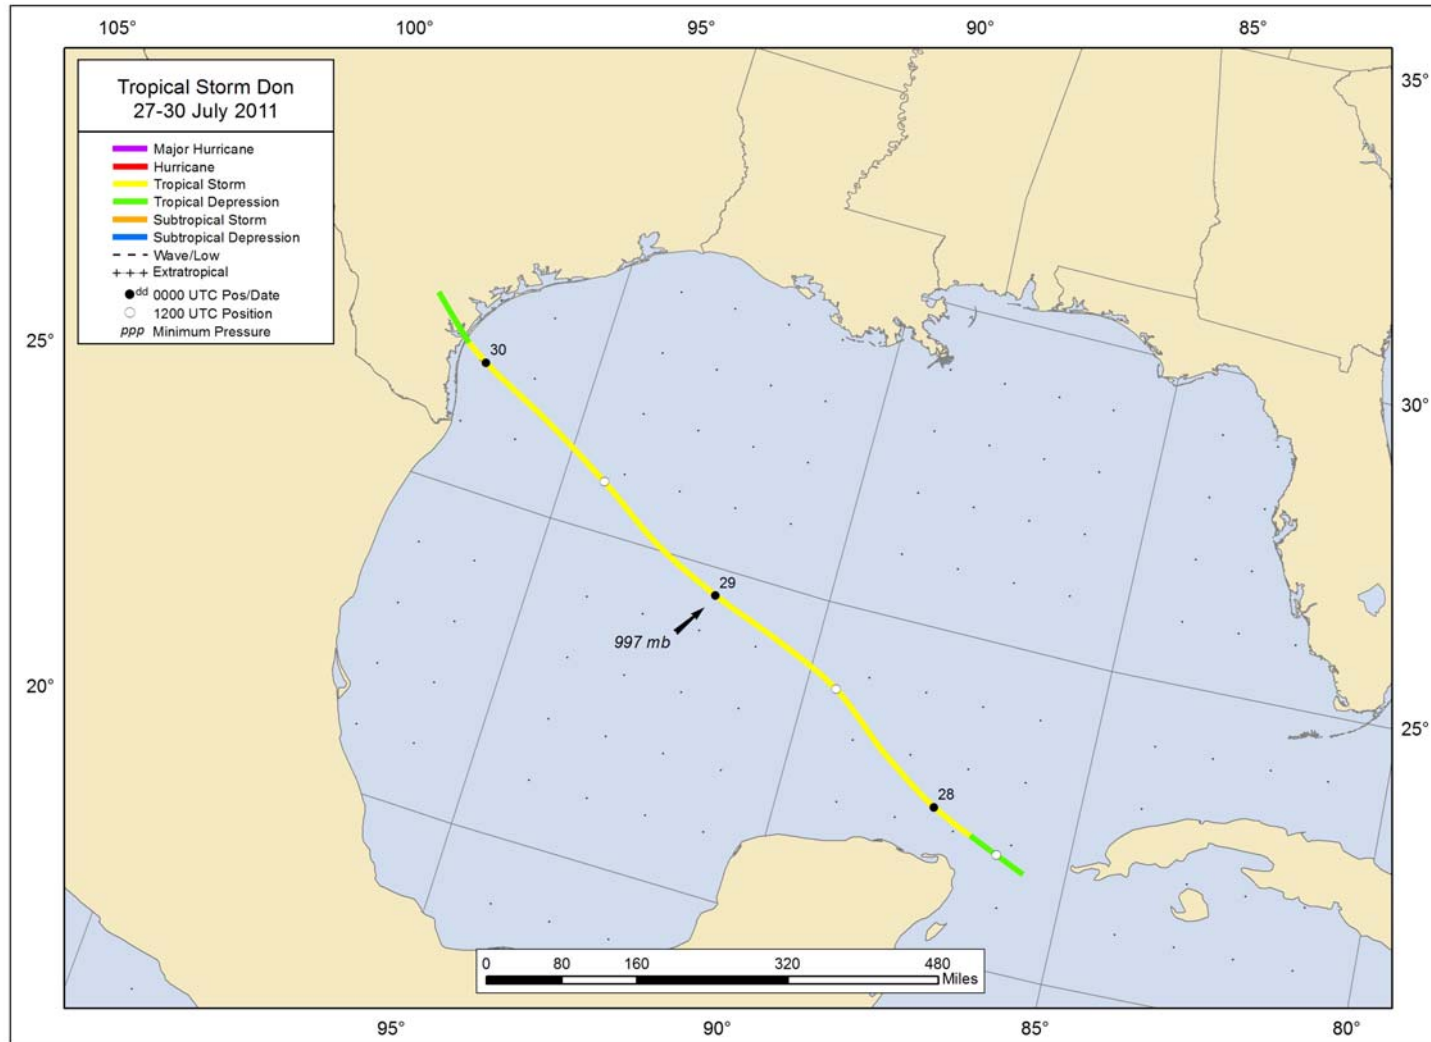 105°
100°
95°
90°
85°
35°
Tropical Storm Don
27-30 July 2011
Major Hurricane
Hurricane
Tropical Storm
Tropical Depression
Subtropical Storm
Subtropical Depression
Wave/Low
+++ Extratropical
dd 0000 UTC Pos/Date
1200 UTC Position
ppp Minimum Pressure
25°
30
30°
29
997 mb
20°
25°
28
0 80 160 320 480
Miles
95°
90°
85°
80°